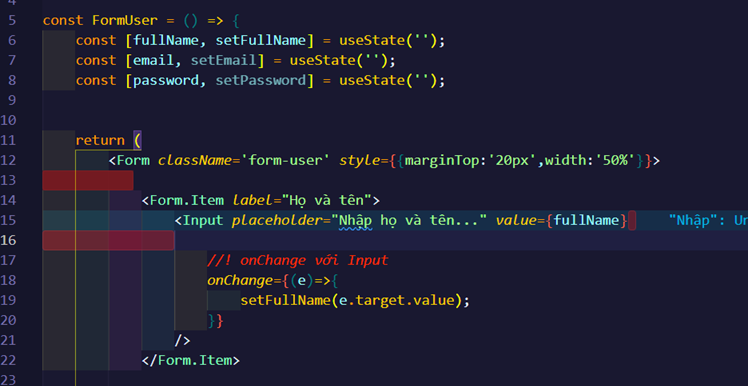 4
5 const FormUser = () => {
6 const [fullName, setFullName] = useState('');
7 const [email, setEmail] = useState('');
8 const [password, setPassword] = useState('');
9
10
11 return (
12 <Form className='form-user' style={{marginTop:'20px',width:'50%'}}>
13
14 <Form.Item label="Họ và tên">
15 <Input placeholder="Nhập họ và tên..." value={fullName} "Nhập": Un
16
17 //! onChange với Input
18 onChange={(e)=>{
19 setFullName(e.target.value);
20 }}
21 />
22 </Form.Item>
23